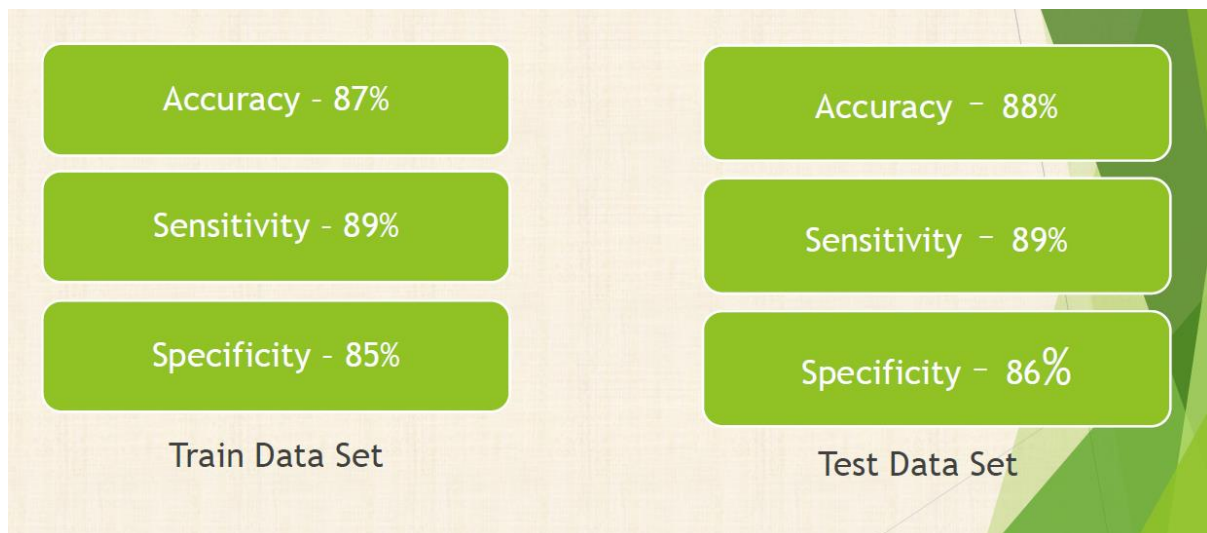 Accuracy – 87%
Sensitivity – 89%
Specificity – 85%
Train Data Set
Accuracy – 88%
Sensitivity – 89%
Specificity – 86%
Test Data Set